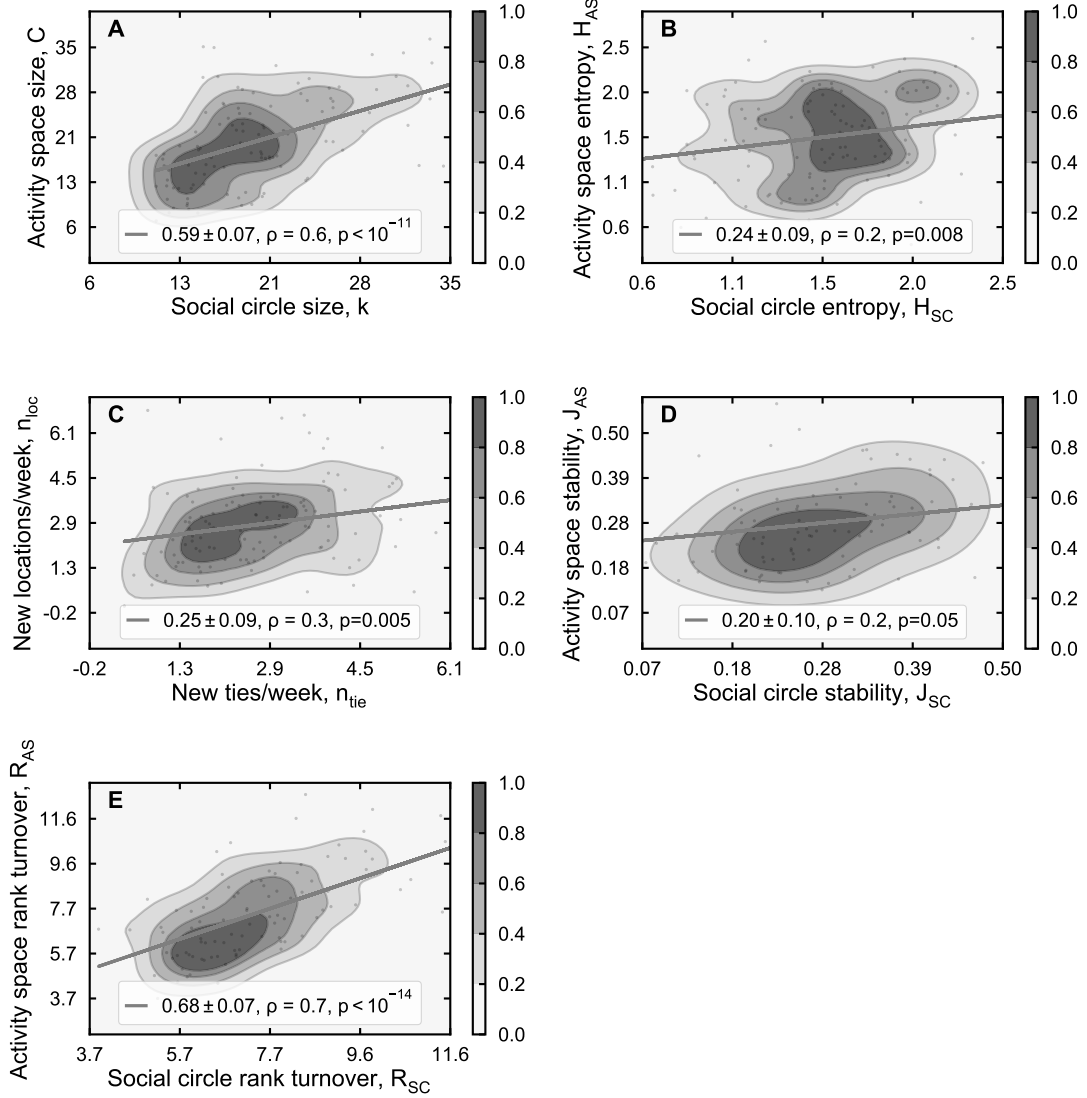 A
Activity space size, C
35
28
21
13
6
6 13 21 28 35
Social circle size, k
0.59 ± 0.07, ρ = 0.6, p < 10⁻¹¹
1.0
0.8
0.6
0.4
0.2
0.0
B
Activity space entropy, H_AS
2.5
2.0
1.5
1.1
0.6
0.6 1.1 1.5 2.0 2.5
Social circle entropy, H_SC
0.24 ± 0.09, ρ = 0.2, p=0.008
1.0
0.8
0.6
0.4
0.2
0.0
C
New locations/week, n_loc
6.1
4.5
2.9
1.3
-0.2
-0.2 1.3 2.9 4.5 6.1
New ties/week, n_tie
0.25 ± 0.09, ρ = 0.3, p=0.005
1.0
0.8
0.6
0.4
0.2
0.0
D
Activity space stability, J_AS
0.50
0.39
0.28
0.18
0.07
0.07 0.18 0.28 0.39 0.50
Social circle stability, J_SC
0.20 ± 0.10, ρ = 0.2, p=0.05
1.0
0.8
0.6
0.4
0.2
0.0
E
Activity space rank turnover, R_AS
11.6
9.6
7.7
5.7
3.7
3.7 5.7 7.7 9.6 11.6
Social circle rank turnover, R_SC
0.68 ± 0.07, ρ = 0.7, p < 10⁻¹⁴
1.0
0.8
0.6
0.4
0.2
0.0